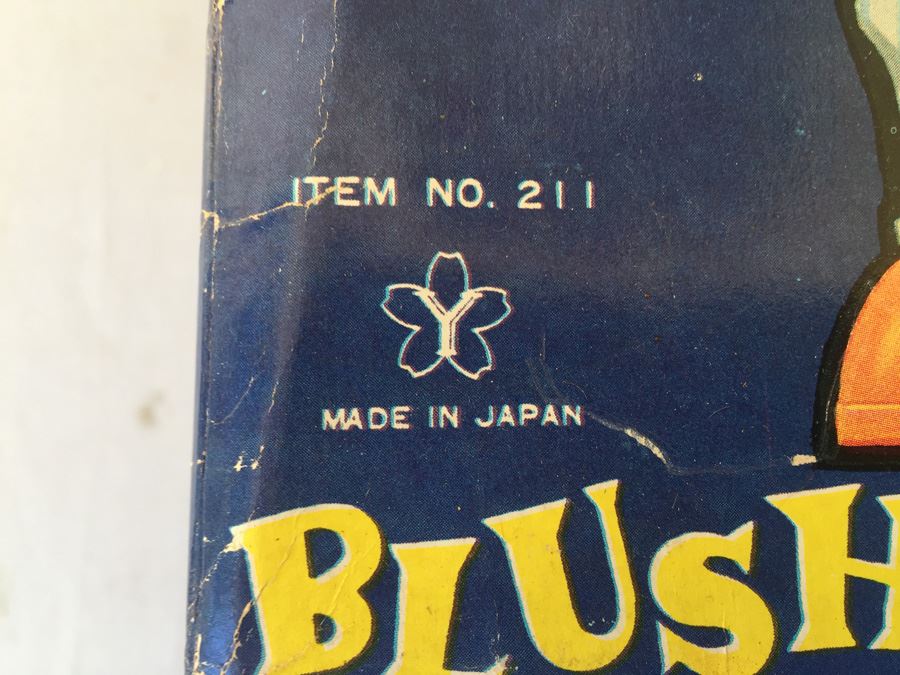 ITEM NO. 211
Y
MADE IN JAPAN
BLUSH